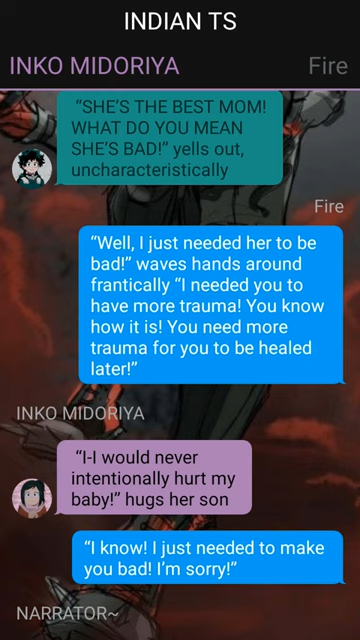 INDIAN TS
INKO MIDORIYA
Fire
“SHE’S THE BEST MOM!
WHAT DO YOU MEAN
SHE’S BAD!” yells out,
uncharacteristically
Fire
“Well, I just needed her to be
bad!” waves hands around
frantically “I needed you to
have more trauma! You know
how it is! You need more
trauma for you to be healed
later!”
INKO MIDORIYA
“I-I would never
intentionally hurt my
baby!” hugs her son
“I know! I just needed to make
you bad! I’m sorry!”
NARRATOR~